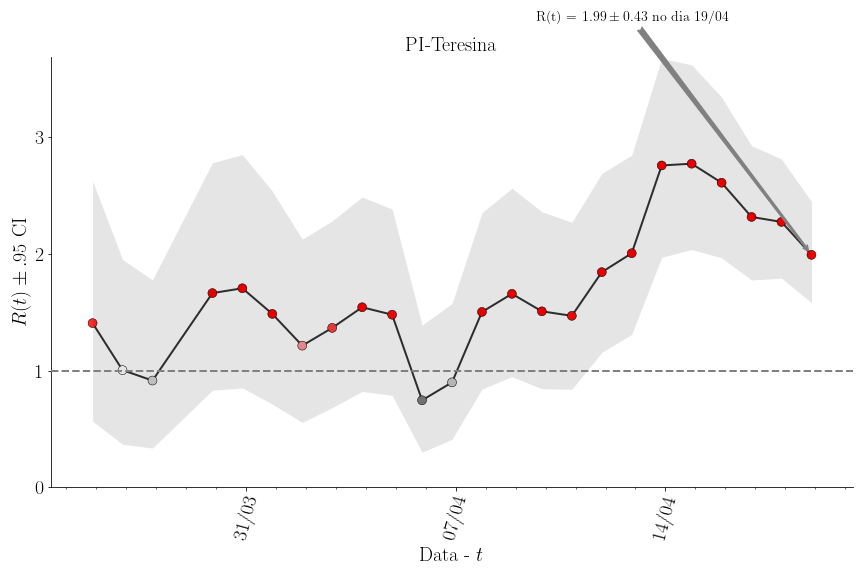 R(t) = 1.99 ± 0.43 no dia 19/04
PI-Teresina
R(t) ± .95 CI
3
2
1
0
31/03
07/04
14/04
Data - t